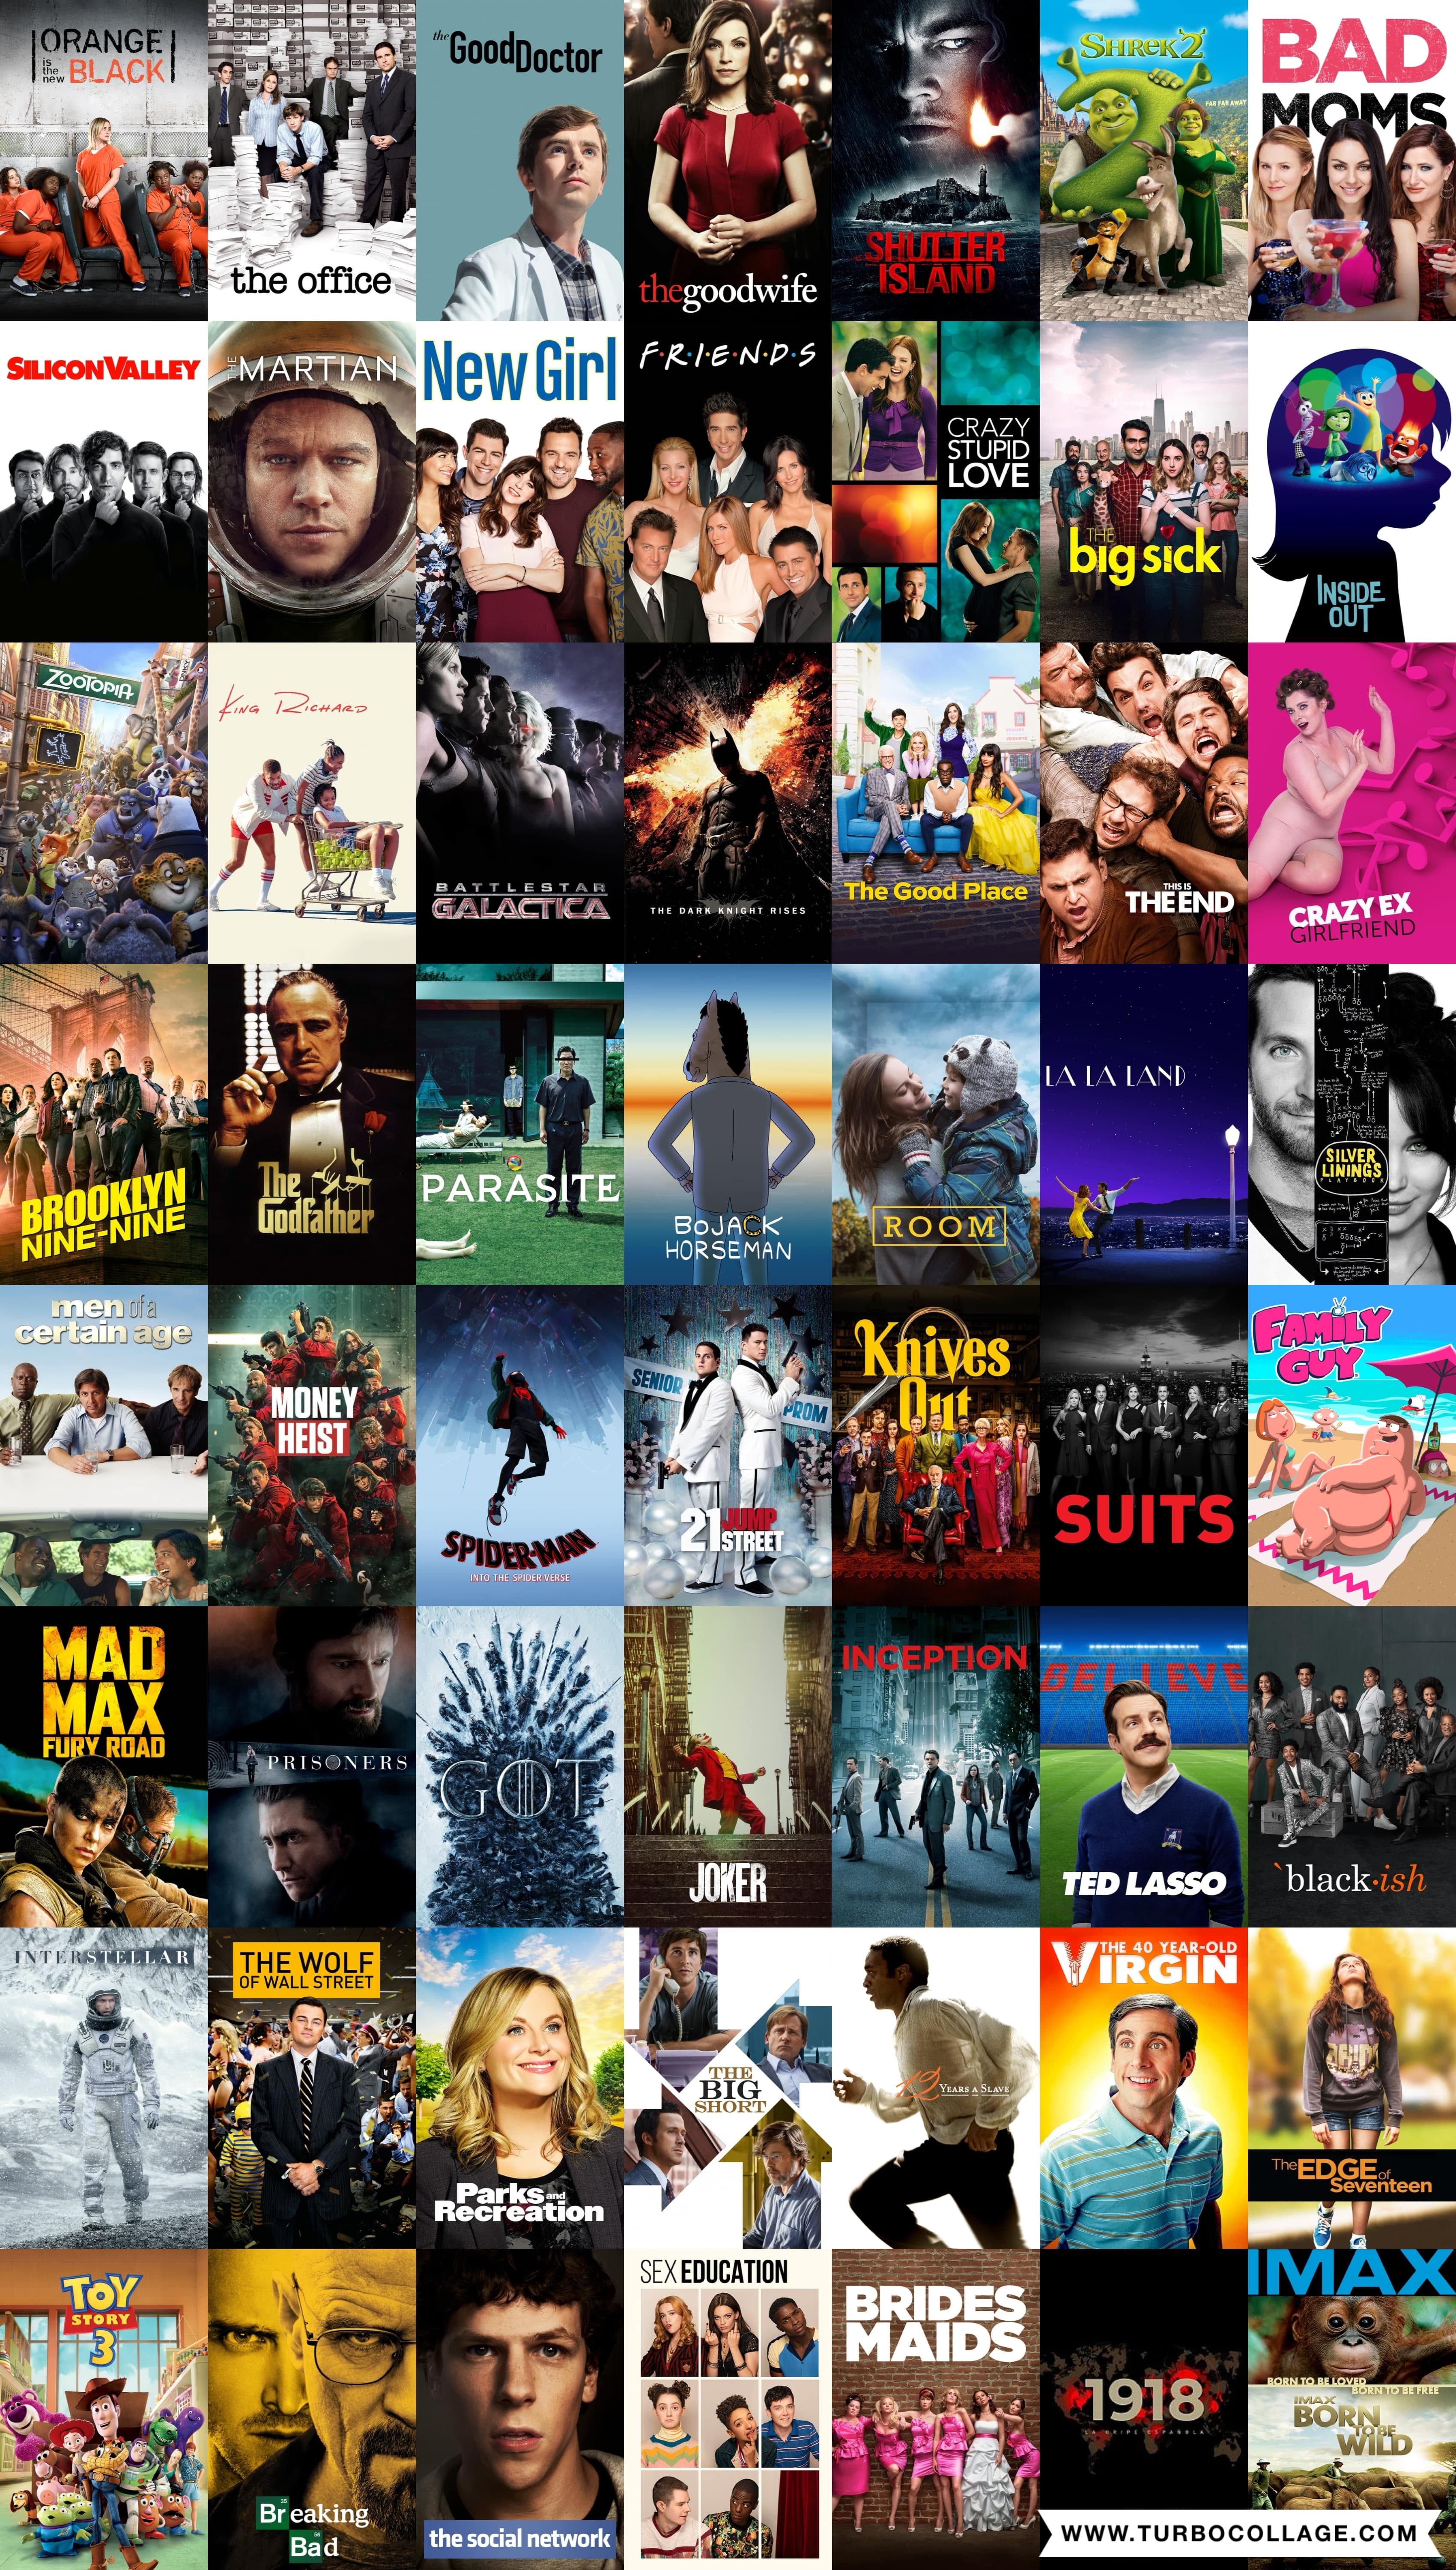 ORANGE
is the new
BLACK
the office
the GoodDoctor
thegoodwife
SHUTTER
ISLAND
SHREK 2
FAR FAR AWAY
BAD
MOMS
SILICONVALLEY
THE MARTIAN
New Girl
F·R·I·E·N·D·S
CRAZY
STUPID
LOVE
THE
big sick
INSIDE
OUT
ZOOTOPIA
KING RICHARD
BATTLESTAR
GALACTICA
THE DARK KNIGHT RISES
The Good Place
THIS IS
THE END
CRAZY EX
GIRLFRIEND
BROOKLYN
NINE-NINE
The
Godfather
PARASITE
BOJACK
HORSEMAN
ROOM
LA LA LAND
SILVER
LININGS
PLAYBOOK
men of a
certain age
MONEY
HEIST
SPIDER-MAN
INTO THE SPIDER-VERSE
SENIOR
PROM
21 JUMP
STREET
Knives
Out
SUITS
FAMILY
GUY
MAD
MAX
FURY ROAD
PRISONERS
GOT
JOKER
INCEPTION
BELIEVE
TED LASSO
`black·ish
INTERSTELLAR
THE WOLF
OF WALL STREET
Parks and
Recreation
THE
BIG
SHORT
12 YEARS A SLAVE
THE 40 YEAR-OLD
VIRGIN
The EDGE of
Seventeen
TOY
STORY
3
35
Breaking
56
Bad
the social network
SEX EDUCATION
BRIDES
MAIDS
1918
LA GRIPE ESPAÑOLA
IMAX
BORN TO BE LOVED
BORN TO BE FREE
IMAX
BORN
TO BE
WILD
WWW.TURBOCOLLAGE.COM